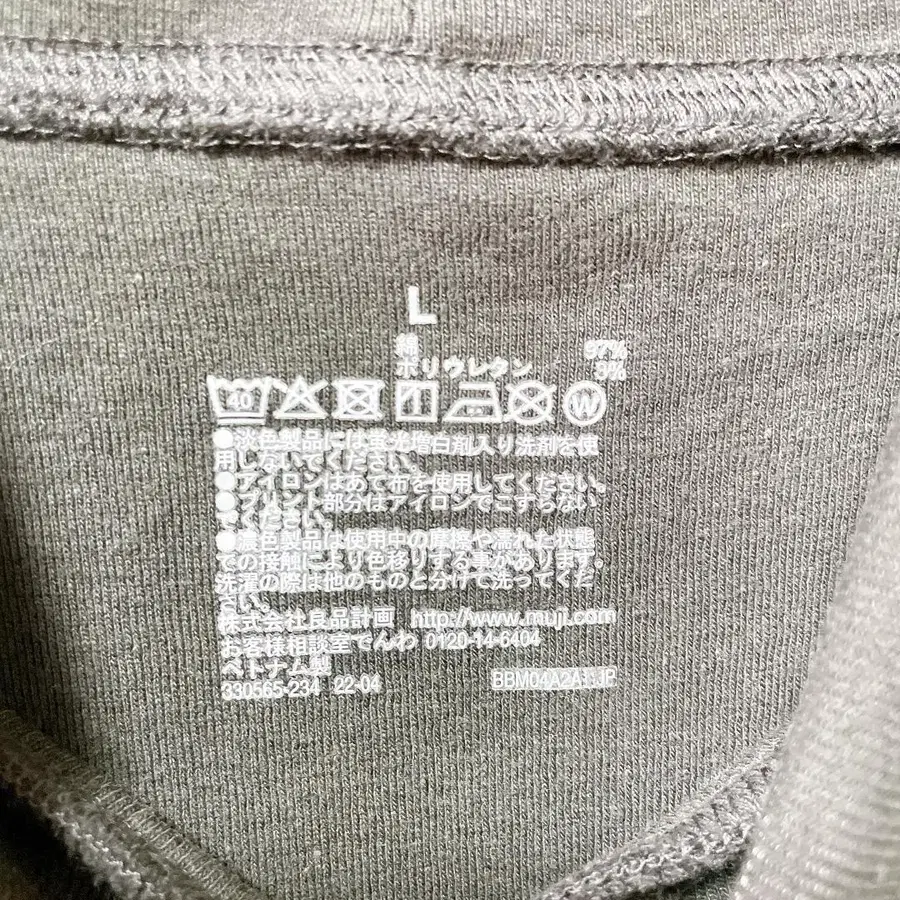 L
綿 97%
ポリウレタン 3%
40 W
●淡色製品には蛍光増白剤入り洗剤を使
用しないでください。
●アイロンはあて布を使用してください。
●プリント部分はアイロンでこすらない
でください。
●濃色製品は使用中の摩擦や濡れた状態
での接触により色移りする事があります。
洗濯の際は他のものと分けて洗ってくだ
さい。
株式会社良品計画 http://www.muji.com
お客様相談室でんわ 0120-14-6404
ベトナム製
330565-234 22-04